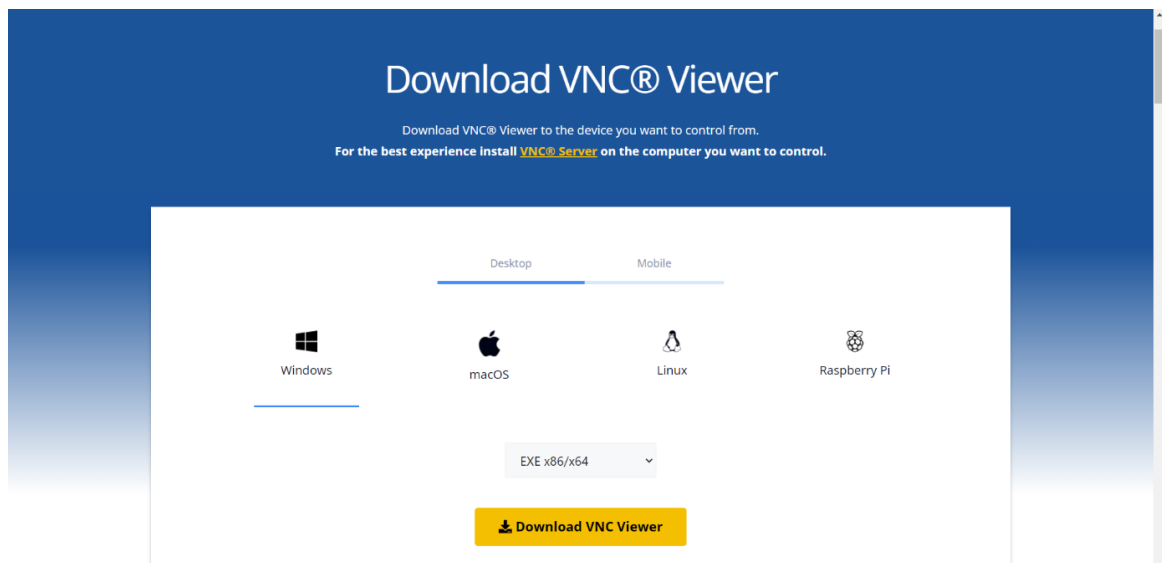 Download VNC® Viewer
Download VNC® Viewer to the device you want to control from.
For the best experience install VNC® Server on the computer you want to control.
Desktop
Mobile
Windows
macOS
Linux
Raspberry Pi
EXE x86/x64
Download VNC Viewer